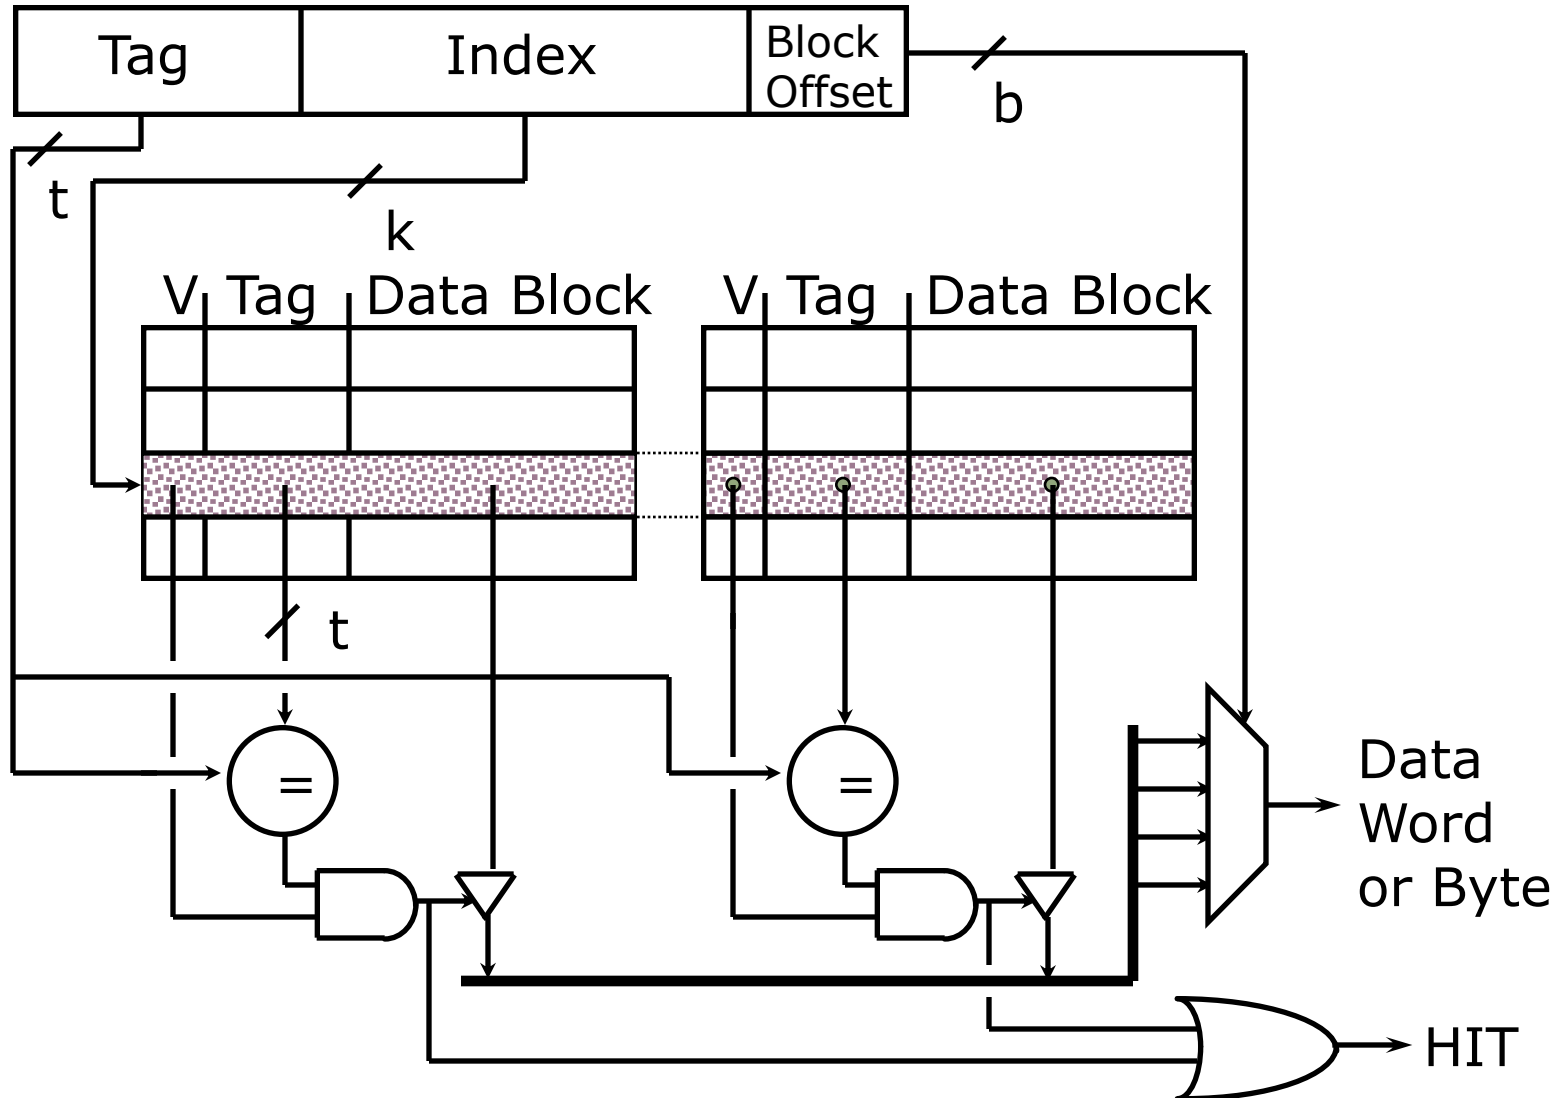 Tag
Index
Block
Offset
b
t
k
V Tag Data Block
V Tag Data Block
t
=
=
Data
Word
or Byte
HIT